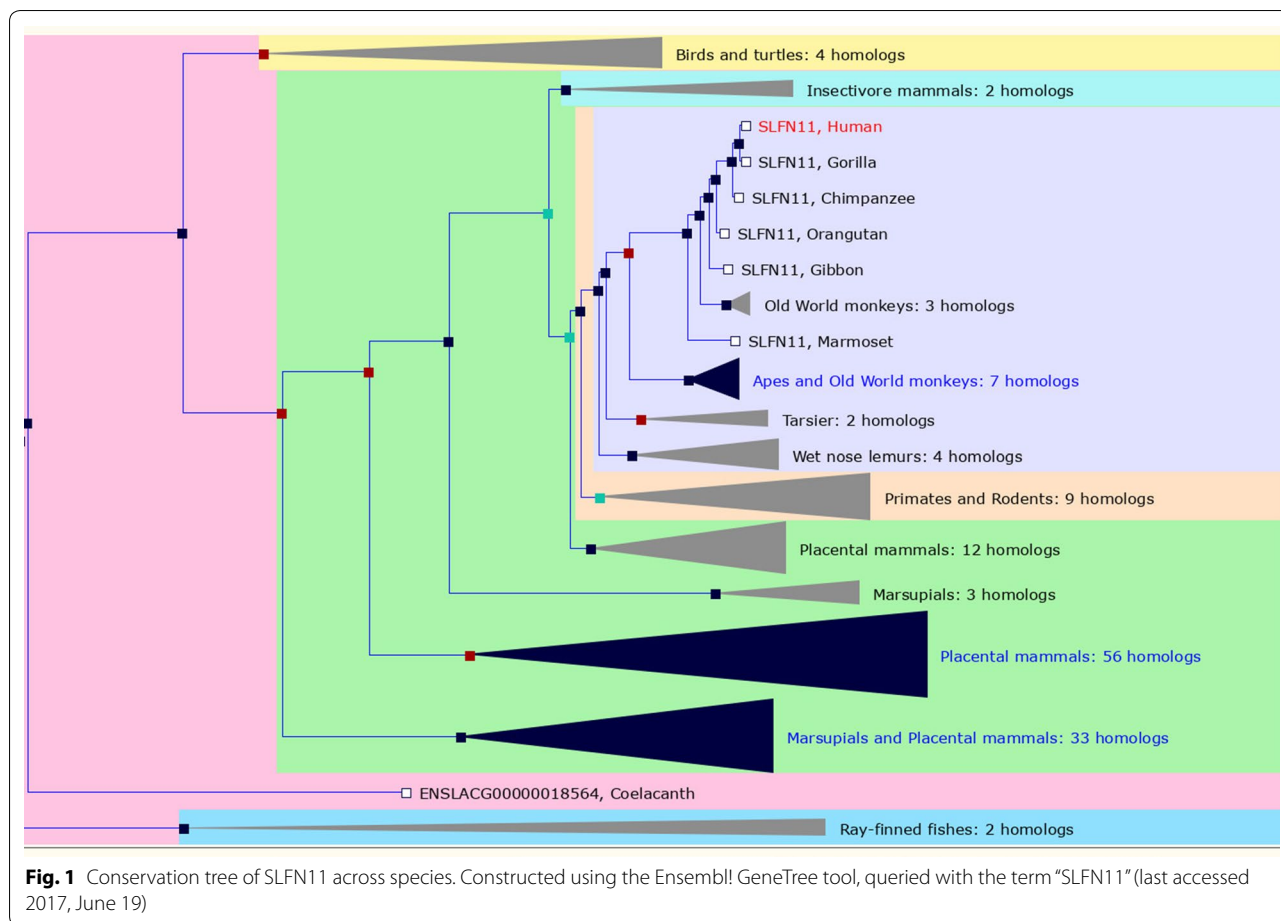 Birds and turtles: 4 homologs
Insectivore mammals: 2 homologs
SLFN11, Human
SLFN11, Gorilla
SLFN11, Chimpanzee
SLFN11, Orangutan
SLFN11, Gibbon
Old World monkeys: 3 homologs
SLFN11, Marmoset
Apes and Old World monkeys: 7 homologs
Tarsier: 2 homologs
Wet nose lemurs: 4 homologs
Primates and Rodents: 9 homologs
Placental mammals: 12 homologs
Marsupials: 3 homologs
Placental mammals: 56 homologs
Marsupials and Placental mammals: 33 homologs
ENSLACG00000018564, Coelacanth
Ray-finned fishes: 2 homologs
Fig. 1 Conservation tree of SLFN11 across species. Constructed using the Ensembl! GeneTree tool, queried with the term “SLFN11” (last accessed
2017, June 19)